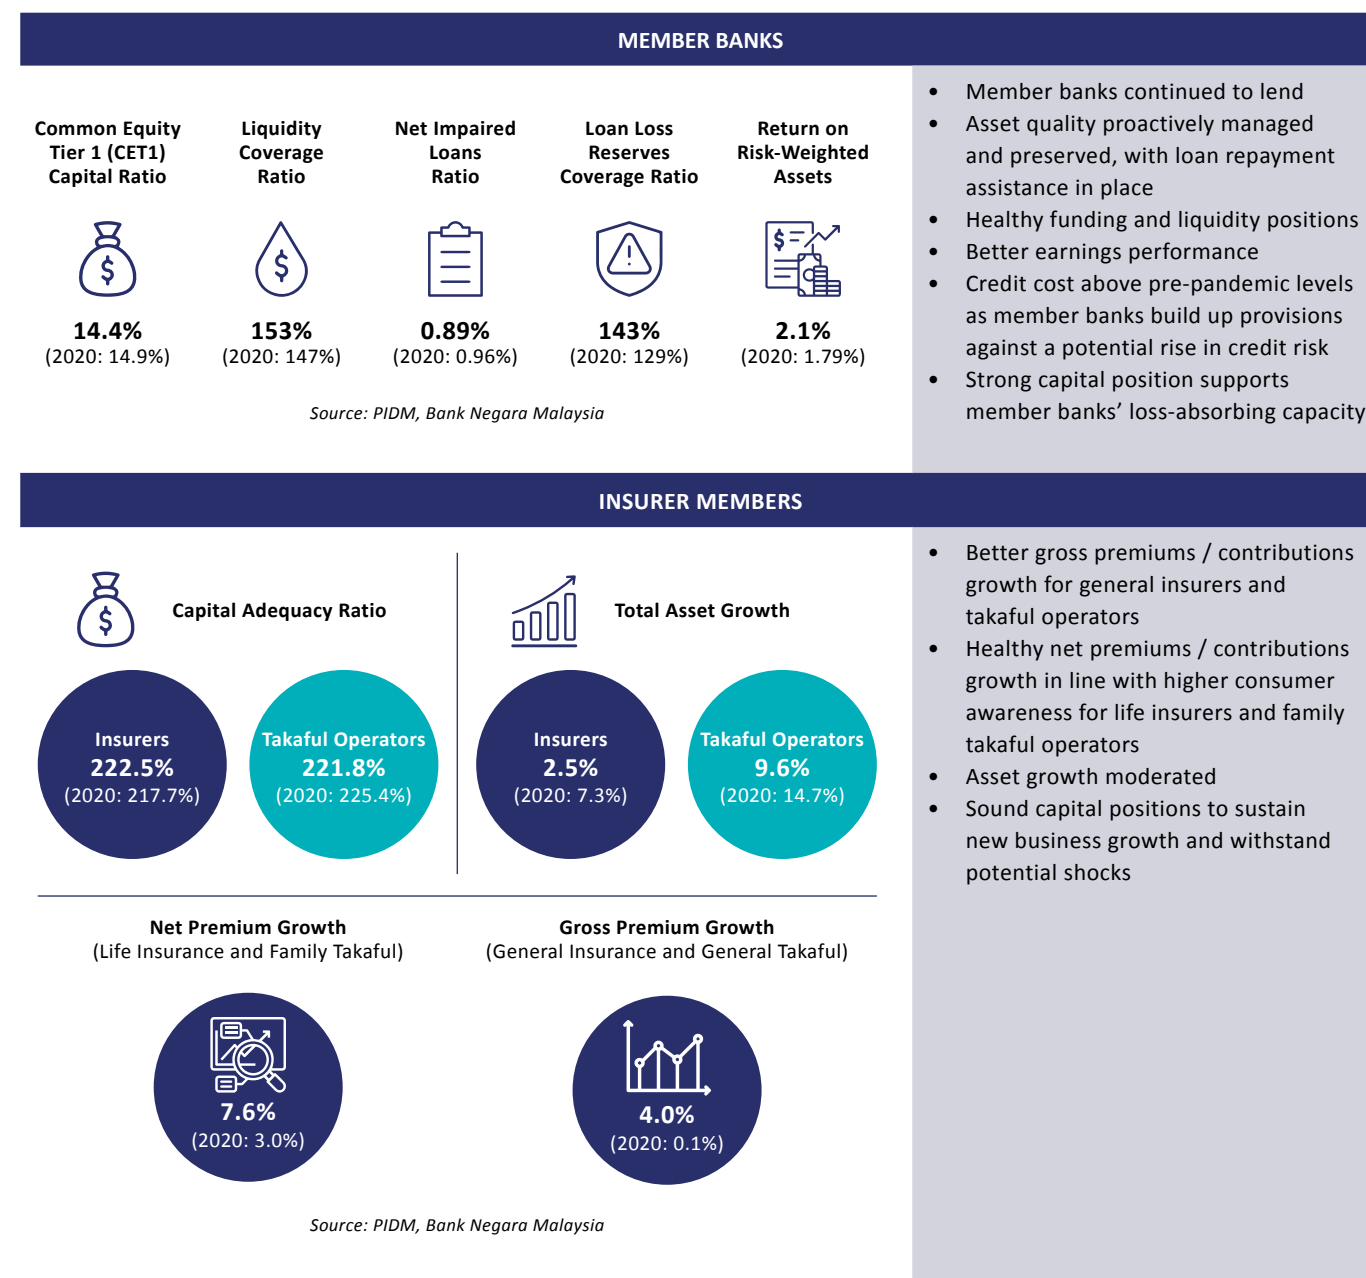 MEMBER BANKS
Common Equity
Tier 1 (CET1)
Capital Ratio
$
14.4%
(2020: 14.9%)
Liquidity
Coverage
Ratio
$
153%
(2020: 147%)
Net Impaired
Loans
Ratio
0.89%
(2020: 0.96%)
Loan Loss
Reserves
Coverage Ratio
!
143%
(2020: 129%)
Return on
Risk-Weighted
Assets
$
2.1%
(2020: 1.79%)
Source: PIDM, Bank Negara Malaysia
• Member banks continued to lend
• Asset quality proactively managed
and preserved, with loan repayment
assistance in place
• Healthy funding and liquidity positions
• Better earnings performance
• Credit cost above pre-pandemic levels
as member banks build up provisions
against a potential rise in credit risk
• Strong capital position supports
member banks’ loss-absorbing capacity
INSURER MEMBERS
$
Capital Adequacy Ratio
Insurers
222.5%
(2020: 217.7%)
Takaful Operators
221.8%
(2020: 225.4%)
Total Asset Growth
Insurers
2.5%
(2020: 7.3%)
Takaful Operators
9.6%
(2020: 14.7%)
Net Premium Growth
(Life Insurance and Family Takaful)
7.6%
(2020: 3.0%)
Gross Premium Growth
(General Insurance and General Takaful)
4.0%
(2020: 0.1%)
Source: PIDM, Bank Negara Malaysia
• Better gross premiums / contributions
growth for general insurers and
takaful operators
• Healthy net premiums / contributions
growth in line with higher consumer
awareness for life insurers and family
takaful operators
• Asset growth moderated
• Sound capital positions to sustain
new business growth and withstand
potential shocks